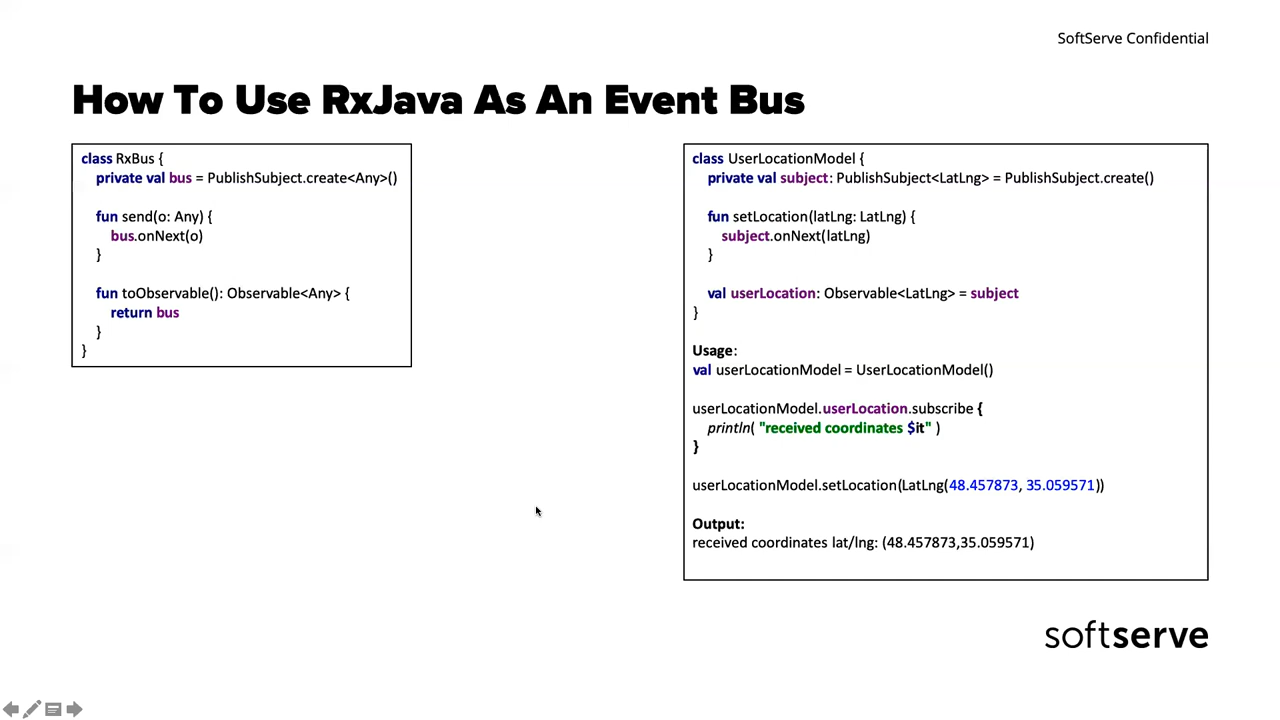 SoftServe Confidential
How To Use RxJava As An Event Bus
class RxBus {
private val bus = PublishSubject.create<Any>()
fun send(o: Any) {
bus.onNext(o)
}
fun toObservable(): Observable<Any> {
return bus
}
}
class UserLocationModel {
private val subject: PublishSubject<LatLng> = PublishSubject.create()
fun setLocation(latLng: LatLng) {
subject.onNext(latLng)
}
val userLocation: Observable<LatLng> = subject
}
Usage:
val userLocationModel = UserLocationModel()
userLocationModel.userLocation.subscribe {
println( "received coordinates $it" )
}
userLocationModel.setLocation(LatLng(48.457873, 35.059571))
Output:
received coordinates lat/lng: (48.457873,35.059571)
softserve